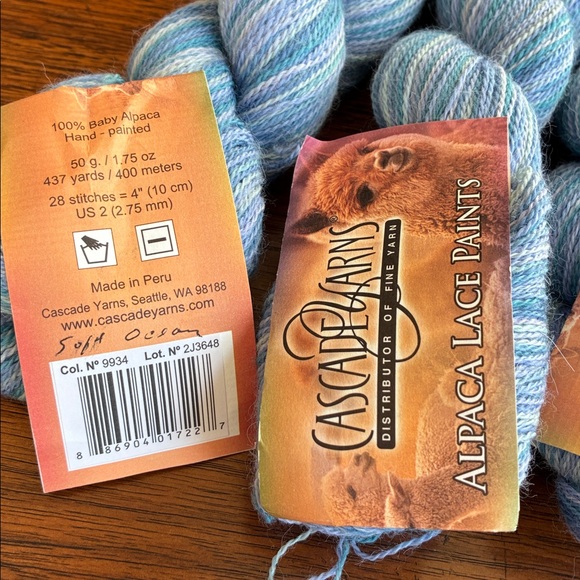 100% Baby Alpaca
Hand - painted
50 g. / 1.75 oz
437 yards / 400 meters
28 stitches = 4" (10 cm)
US 2 (2.75 mm)
Made in Peru
Cascade Yarns, Seattle, WA 98188
www.cascadeyarns.com
Soft Ocean
Col. Nº 9934 Lot. Nº 2J3648
8 86904 01722 7
CASCADE YARNS®
DISTRIBUTOR OF FINE YARN
ALPACA LACE PAINTS